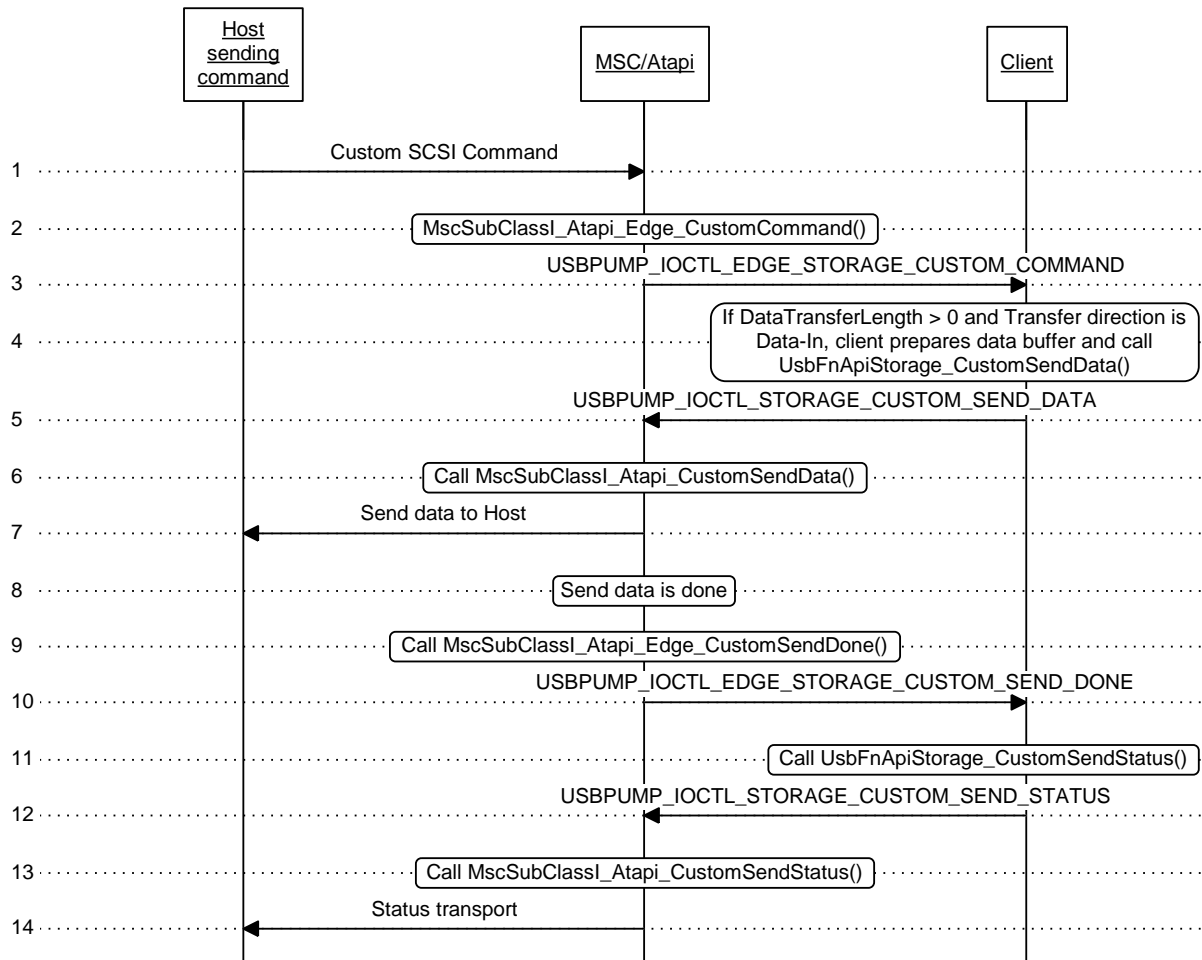 Host
sending
command
MSC/Atapi
Client
Custom SCSI Command
1
2
MscSubClassI_Atapi_Edge_CustomCommand()
USBPUMP_IOCTL_EDGE_STORAGE_CUSTOM_COMMAND
3
If DataTransferLength > 0 and Transfer direction is
4
Data-In, client prepares data buffer and call
UsbFnApiStorage_CustomSendData()
USBPUMP_IOCTL_STORAGE_CUSTOM_SEND_DATA
5
6
Call MscSubClassI_Atapi_CustomSendData()
Send data to Host
7
8
Send data is done
9
Call MscSubClassI_Atapi_Edge_CustomSendDone()
USBPUMP_IOCTL_EDGE_STORAGE_CUSTOM_SEND_DONE
10
11
Call UsbFnApiStorage_CustomSendStatus()
USBPUMP_IOCTL_STORAGE_CUSTOM_SEND_STATUS
12
13
Call MscSubClassI_Atapi_CustomSendStatus()
Status transport
14